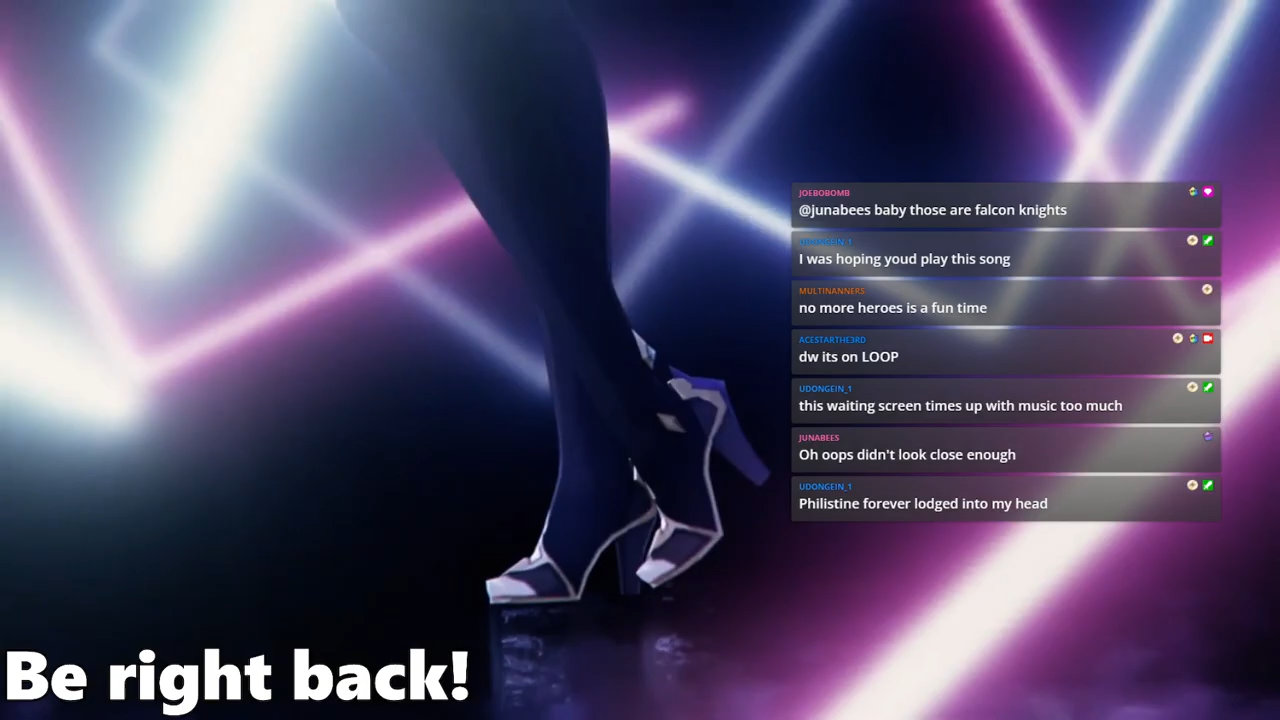 JOEBOBOMB
@junabees baby those are falcon knights
UDONGEIN_1
I was hoping youd play this song
MULTINANNERS
no more heroes is a fun time
ACESTARTHE3RD
dw its on LOOP
UDONGEIN_1
this waiting screen times up with music too much
JUNABEES
Oh oops didn't look close enough
UDONGEIN_1
Philistine forever lodged into my head
Be right back!